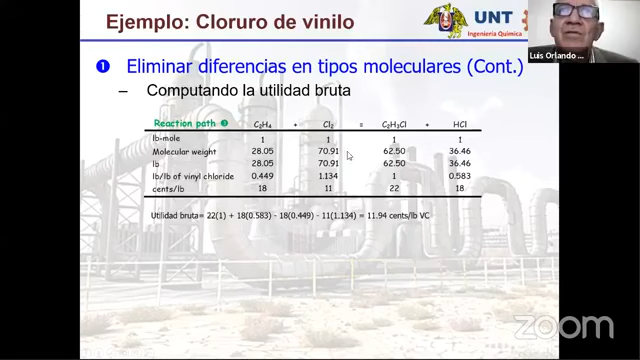 Ejemplo: Cloruro de vinilo
UNT
Ingeniería Química
Luis Orlando ...
❶ Eliminar diferencias en tipos moleculares (Cont.)
– Computando la utilidad bruta
Reaction path ❸ C2H4 + Cl2 = C2H3Cl + HCl
lb-mole 1 1 1 1
Molecular weight 28.05 70.91 62.50 36.46
lb 28.05 70.91 62.50 36.46
lb/lb of vinyl chloride 0.449 1.134 1 0.583
cents/lb 18 11 22 18
Utilidad bruta= 22(1) + 18(0.583) - 18(0.449) - 11(1.134) = 11.94 cents/lb VC
zoom